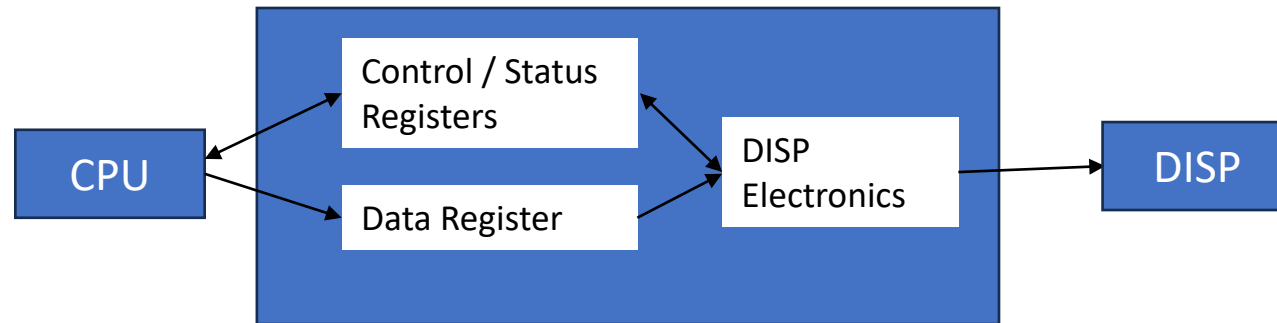 CPU
Control / Status
Registers
Data Register
DISP
Electronics
DISP